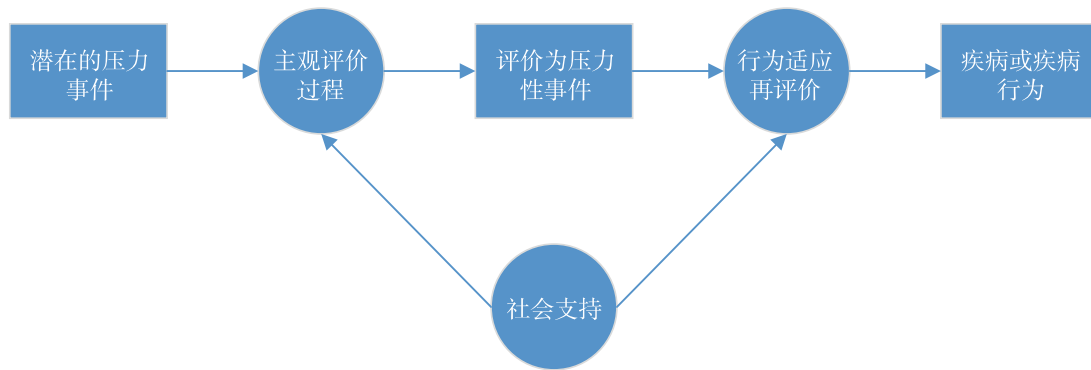 潜在的压力
事件
主观评价
过程
评价为压力
性事件
行为适应
再评价
疾病或疾病
行为
社会支持